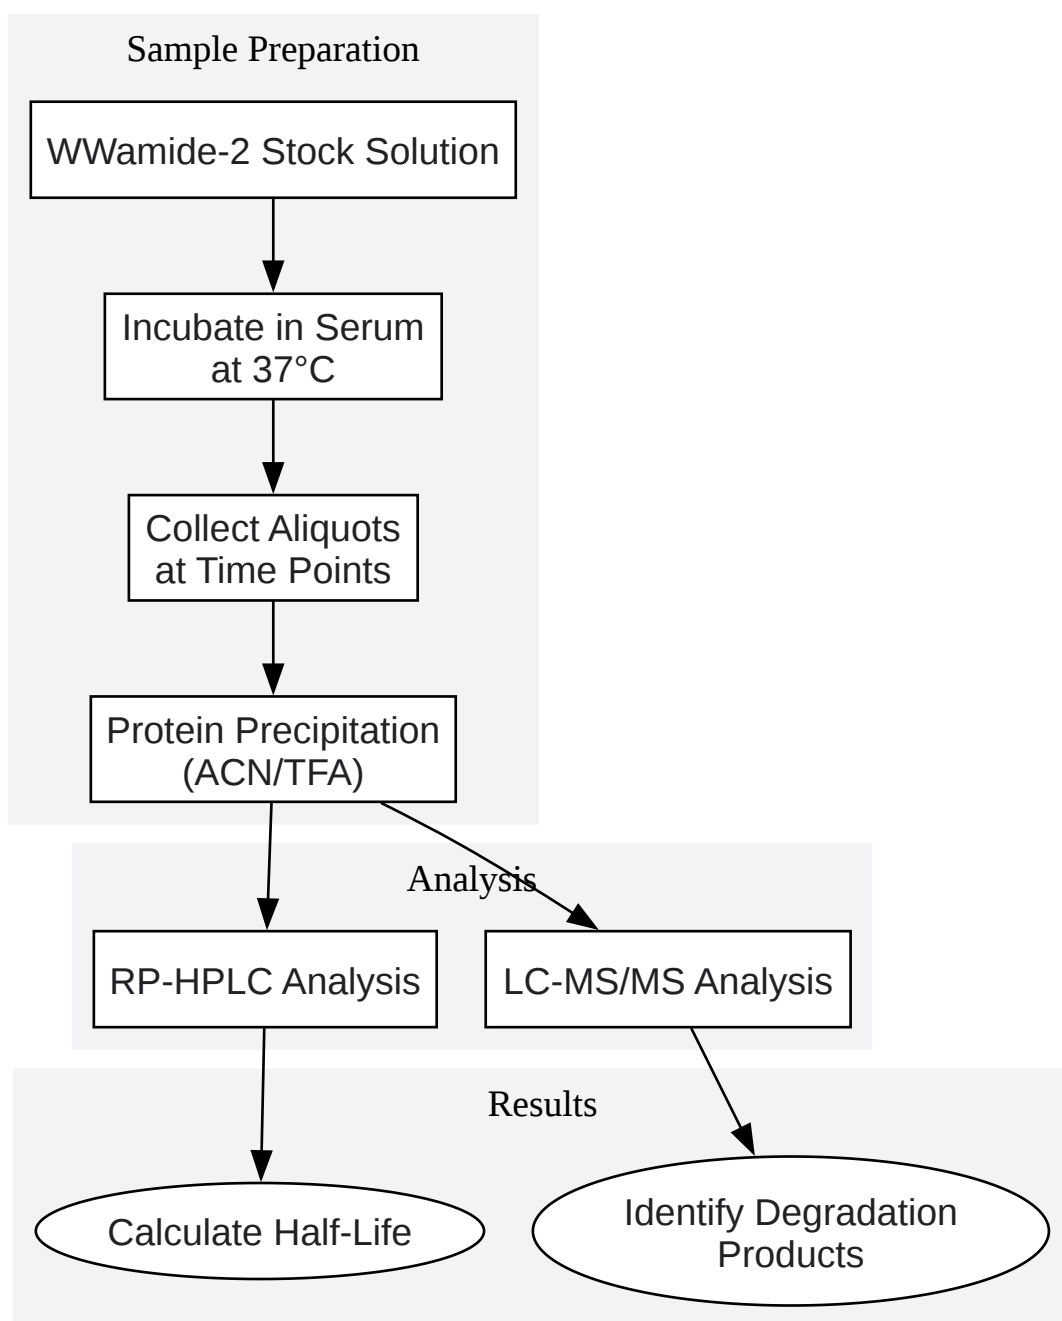 Sample Preparation
WWamide-2 Stock Solution
Incubate in Serum
at 37°C
Collect Aliquots
at Time Points
Protein Precipitation
(ACN/TFA)
Analysis
RP-HPLC Analysis
LC-MS/MS Analysis
Results
Calculate Half-Life
Identify Degradation
Products